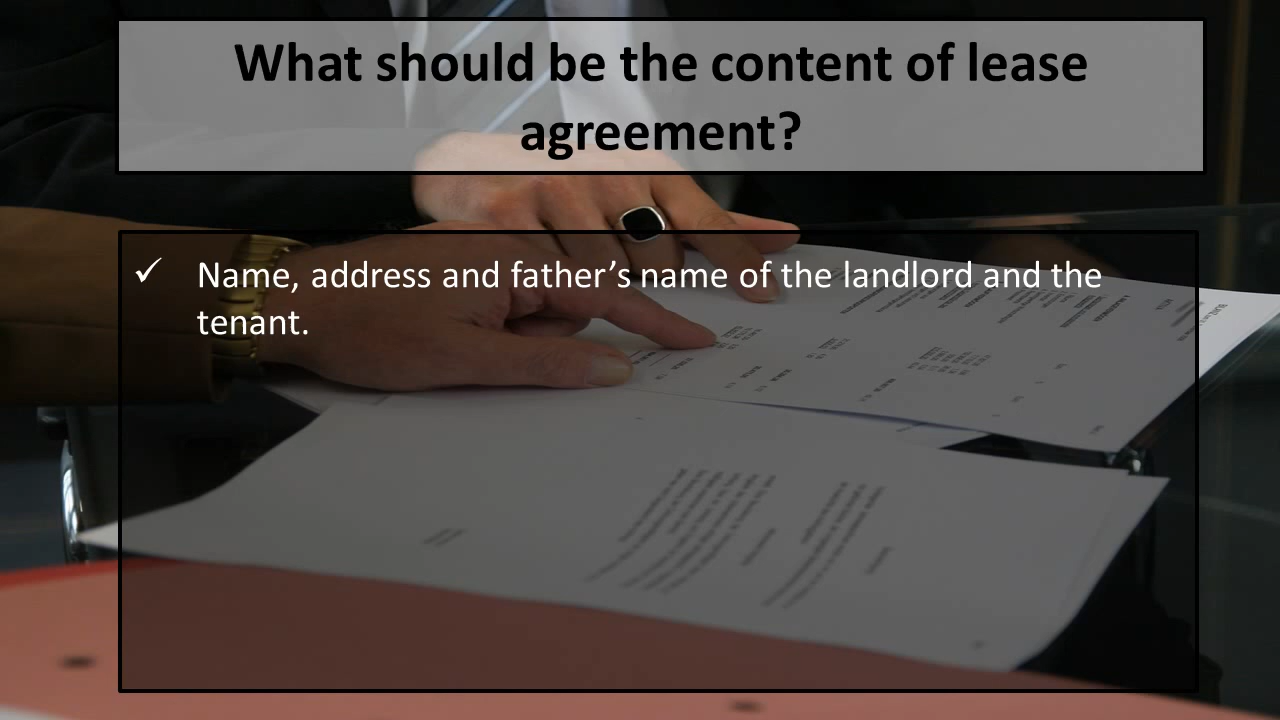 What should be the content of lease
agreement?
✓ Name, address and father’s name of the landlord and the
tenant.